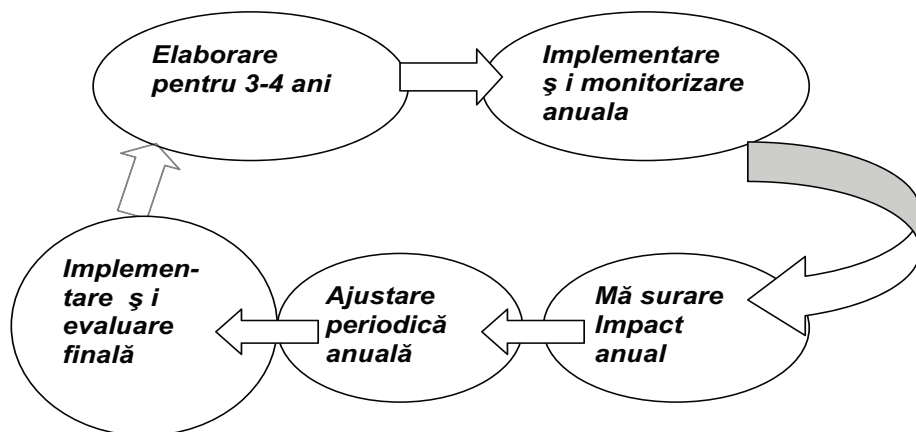 Elaborare
pentru 3-4 ani
Implementare
ş i monitorizare
anuala
Mă surare
Impact
anual
Ajustare
periodică
anuală
Implemen-
tare ş i
evaluare
finală